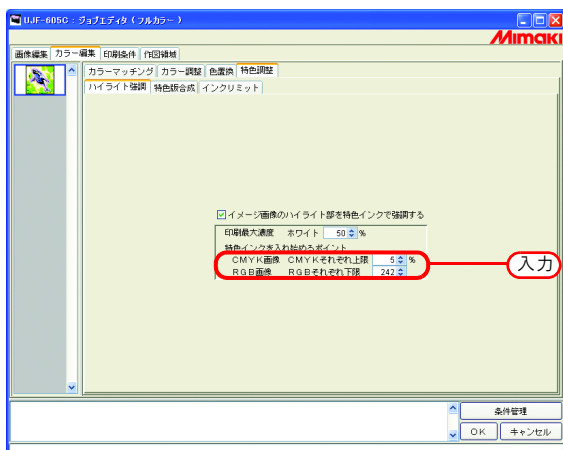 UJF-605C : ジョブエディタ ( フルカラー )
Mimaki
画像編集 カラー編集 印刷条件 作図領域
カラーマッチング カラー調整 色置換 特色調整
ハイライト強調 特色版合成 インクリミット
イメージ画像のハイライト部を特色インクで強調する
印刷最大濃度 ホワイト 50 %
特色インクを入れ始めるポイント
CMYK画像 CMYKそれぞれ上限 5 %
RGB画像 RGBそれぞれ下限 242
入力
条件管理
OK キャンセル